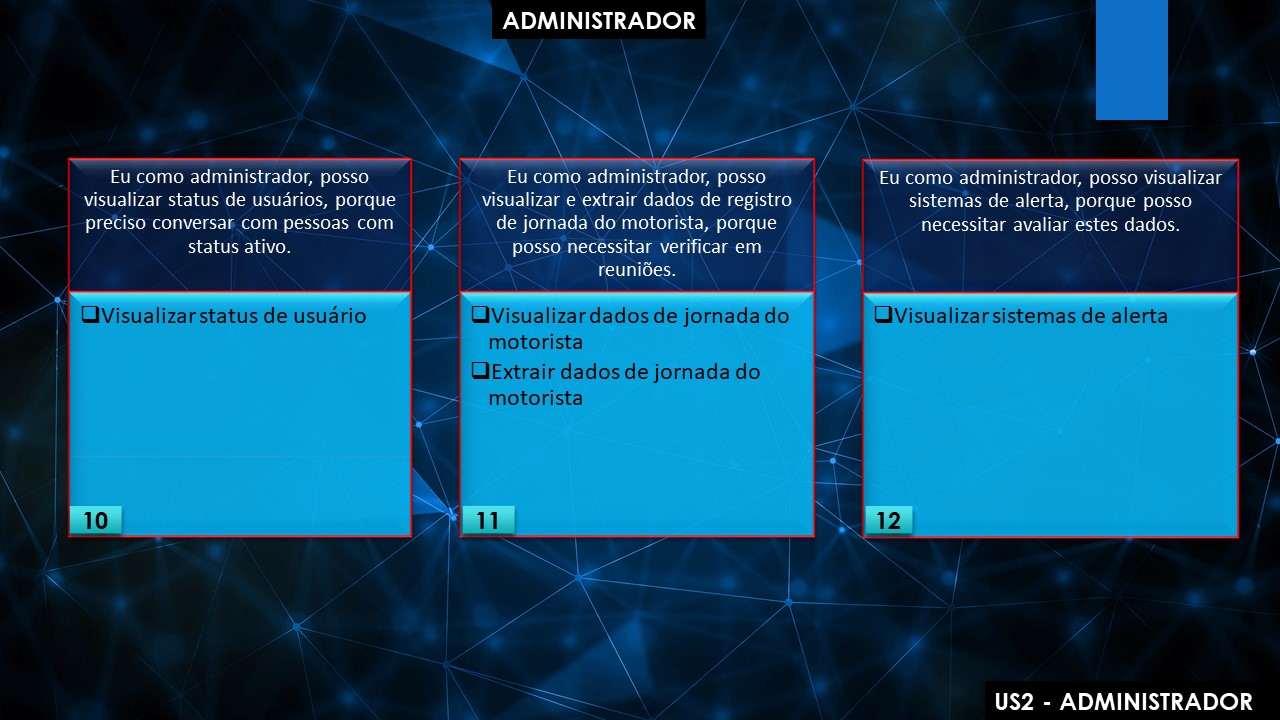 ADMINISTRADOR
Eu como administrador, posso
visualizar status de usuários, porque
preciso conversar com pessoas com
status ativo.
❑Visualizar status de usuário
10
Eu como administrador, posso
visualizar e extrair dados de registro
de jornada do motorista, porque
posso necessitar verificar em
reuniões.
❑Visualizar dados de jornada do
motorista
❑Extrair dados de jornada do
motorista
11
Eu como administrador, posso visualizar
sistemas de alerta, porque posso
necessitar avaliar estes dados.
❑Visualizar sistemas de alerta
12
US2 - ADMINISTRADOR